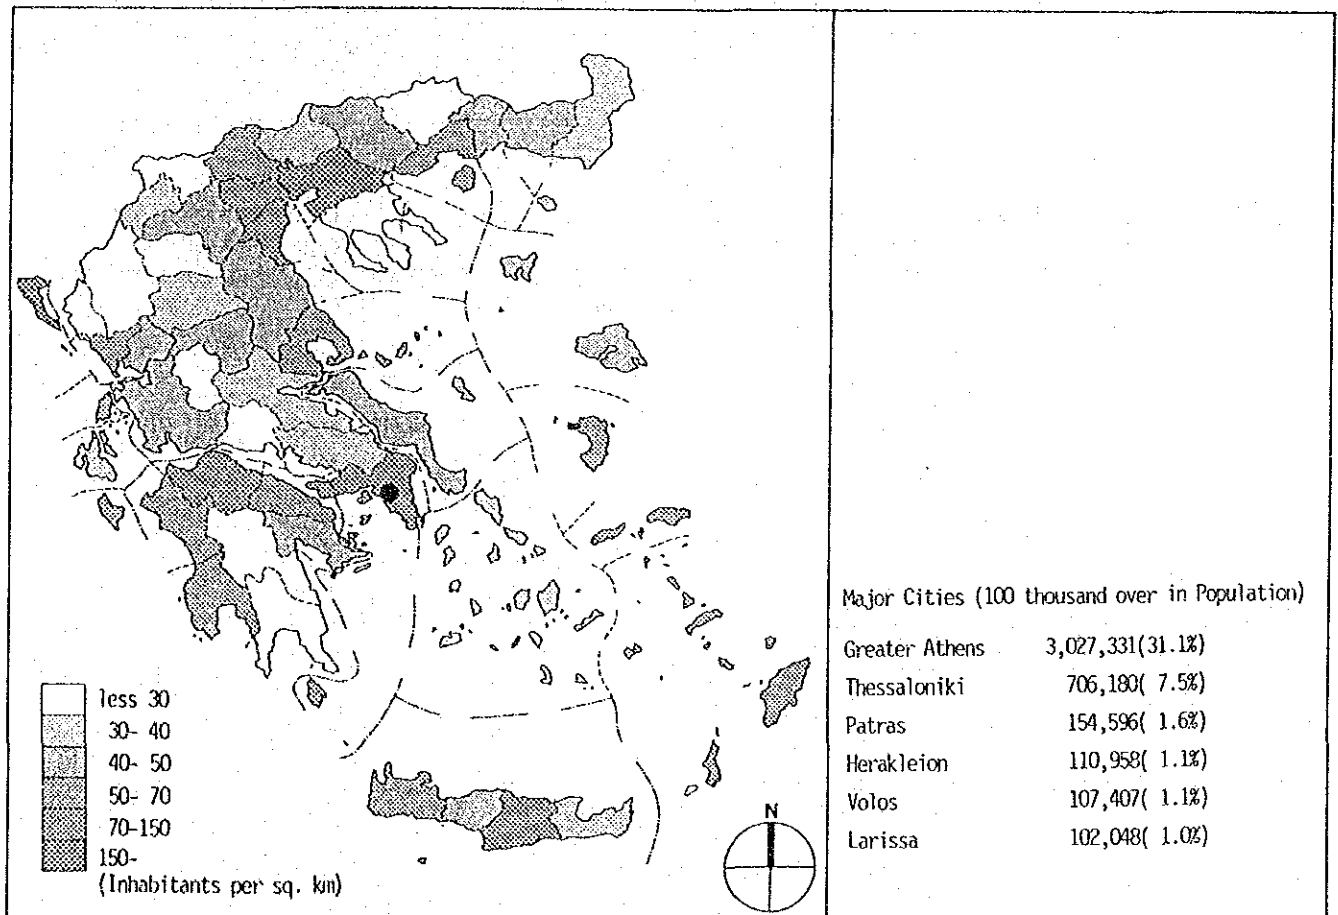 less 30
30- 40
40- 50
50- 70
70-150
150-
(Inhabitants per sq. km)
N
Major Cities (100 thousand over in Population)
Greater Athens 3,027,331(31.1%)
Thessaloniki 706,180( 7.5%)
Patras 154,596( 1.6%)
Herakleion 110,958( 1.1%)
Volos 107,407( 1.1%)
Larissa 102,048( 1.0%)